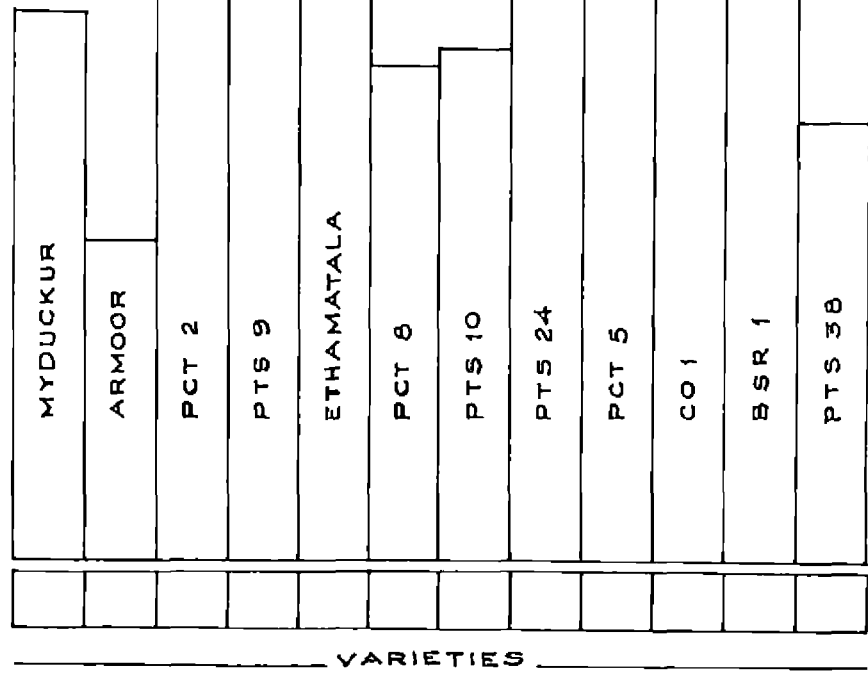 MYDUCKUR
ARMOOR
PCT 2
PTS 9
ETHAMATALA
PCT 8
PTS 10
PTS 24
PCT 5
CO 1
BSR 1
PTS 38
VARIETIES